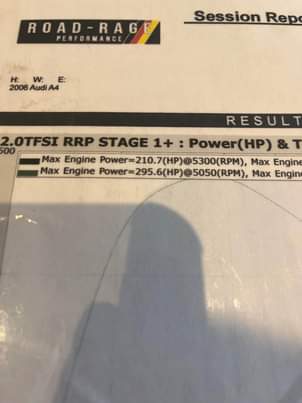 ROAD-RAGE
PERFORMANCE
Session Repo
H: W: E:
2006 Audi A4
RESULT
2.0TFSI RRP STAGE 1+ : Power(HP) & T
500
Max Engine Power=210.7(HP)@5300(RPM), Max Engine
Max Engine Power=295.6(HP)@5050(RPM), Max Engine